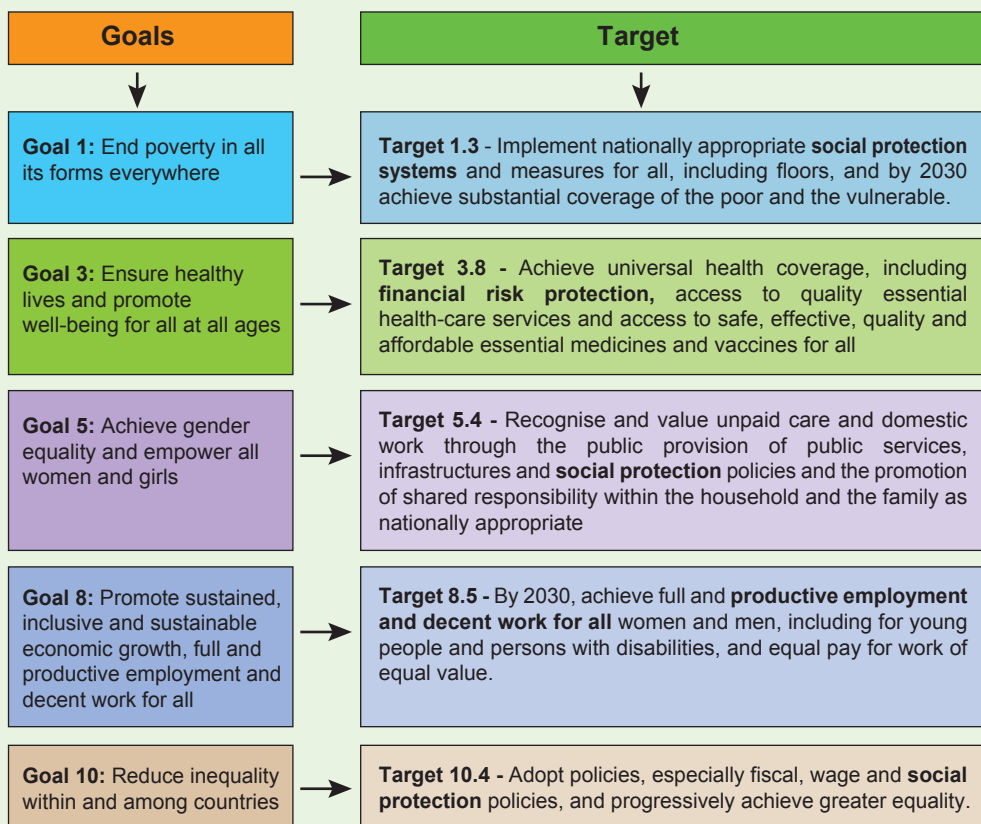 Goals
Target
Goal 1: End poverty in all
its forms everywhere
Target 1.3 - Implement nationally appropriate social protection
systems and measures for all, including floors, and by 2030
achieve substantial coverage of the poor and the vulnerable.
Goal 3: Ensure healthy
lives and promote
well-being for all at all ages
Target 3.8 - Achieve universal health coverage, including
financial risk protection, access to quality essential
health-care services and access to safe, effective, quality and
affordable essential medicines and vaccines for all
Goal 5: Achieve gender
equality and empower all
women and girls
Target 5.4 - Recognise and value unpaid care and domestic
work through the public provision of public services,
infrastructures and social protection policies and the promotion
of shared responsibility within the household and the family as
nationally appropriate
Goal 8: Promote sustained,
inclusive and sustainable
economic growth, full and
productive employment and
decent work for all
Target 8.5 - By 2030, achieve full and productive employment
and decent work for all women and men, including for young
people and persons with disabilities, and equal pay for work of
equal value.
Goal 10: Reduce inequality
within and among countries
Target 10.4 - Adopt policies, especially fiscal, wage and social
protection policies, and progressively achieve greater equality.